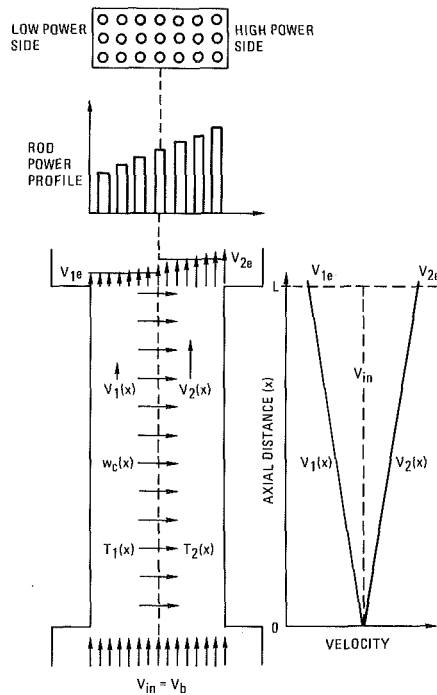 LOW POWER
SIDE
HIGH POWER
SIDE
ROD
POWER
PROFILE
V1e
V2e
V1(x)
V2(x)
wc(x)
T1(x)
T2(x)
Vin = Vb
V1e
V2e
L
Vin
V1(x)
V2(x)
AXIAL DISTANCE (x)
0
VELOCITY